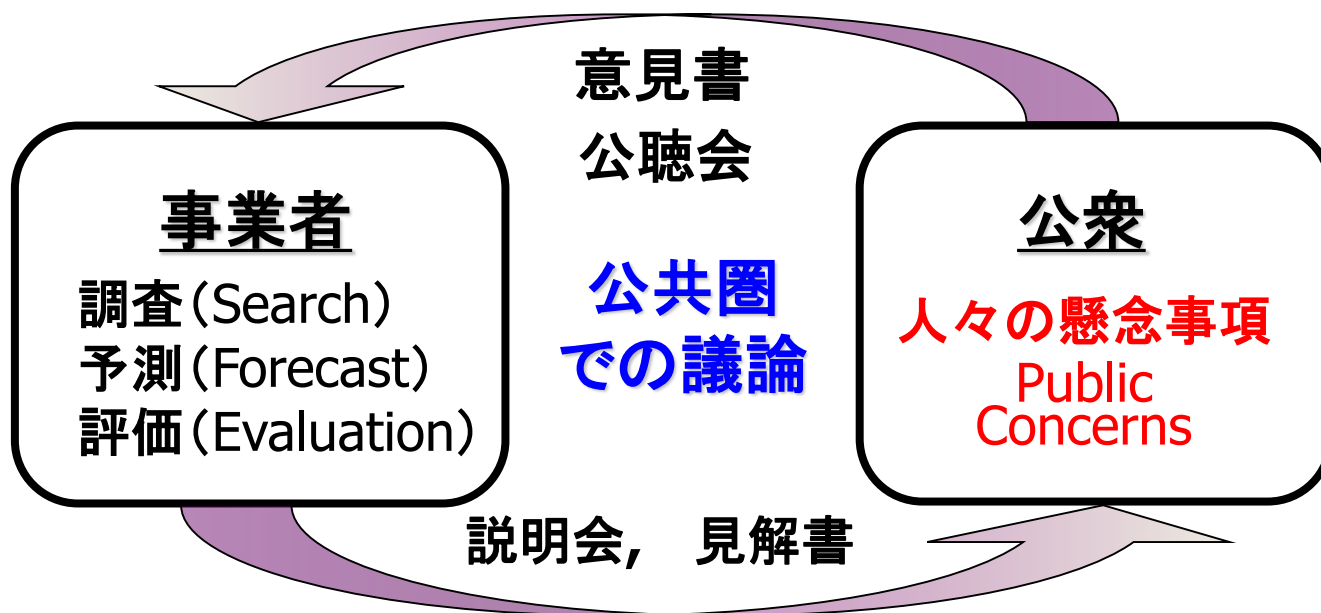 意見書
公聴会
事業者
調査(Search)
予測(Forecast)
評価(Evaluation)
公共圏
での議論
公衆
人々の懸念事項
Public
Concerns
説明会, 見解書